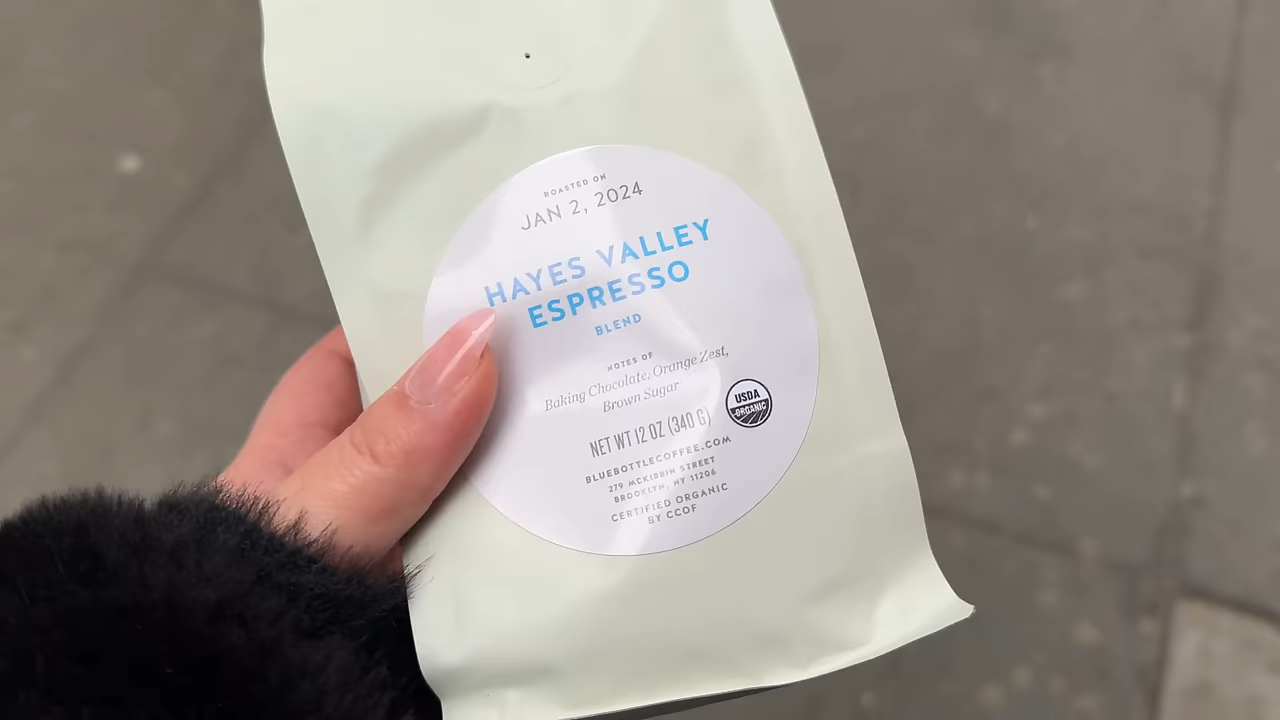 ROASTED ON
JAN 2, 2024
HAYES VALLEY
ESPRESSO
BLEND
NOTES OF
Baking Chocolate, Orange Zest,
Brown Sugar
USDA
ORGANIC
NET WT 12 OZ (340 G)
BLUEBOTTLECOFFEE.COM
279 MCKIBBIN STREET
BROOKLYN, NY 11206
CERTIFIED ORGANIC
BY CCOF